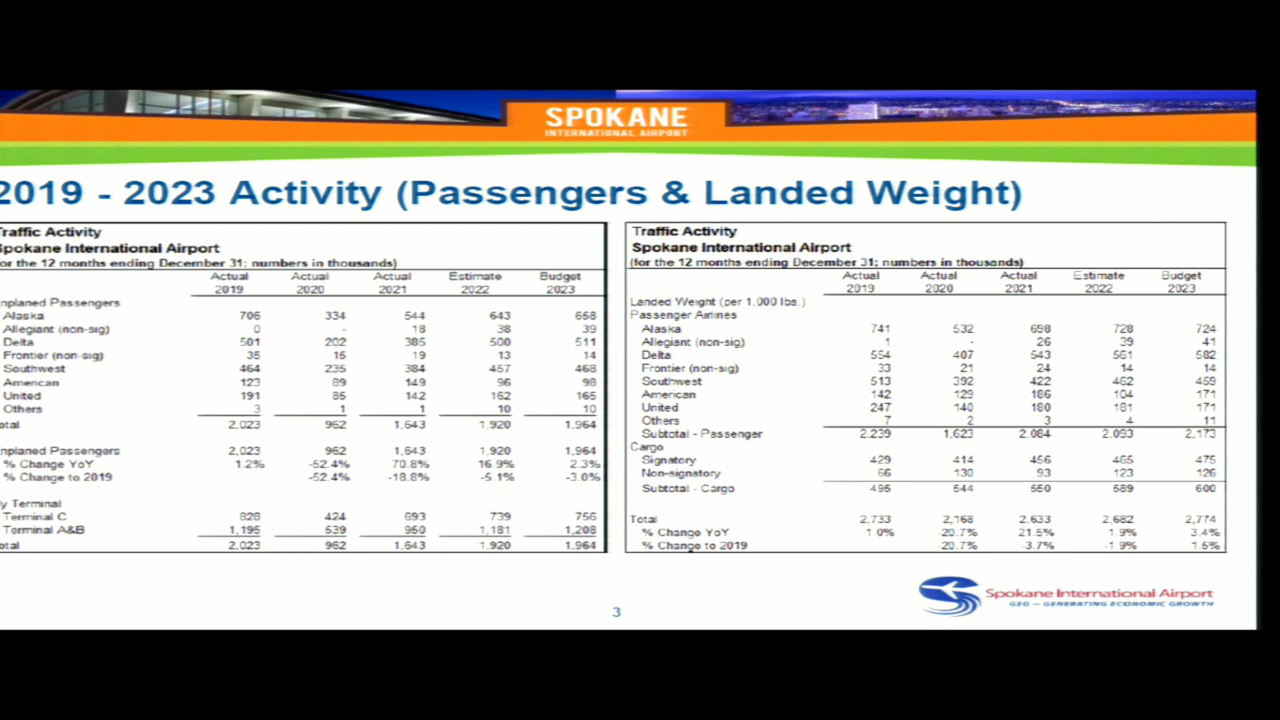 SPOKANE
INTERNATIONAL AIRPORT
2019 - 2023 Activity (Passengers & Landed Weight)
Traffic Activity
Spokane International Airport
for the 12 months ending December 31; numbers in thousands)
Actual Actual Actual Estimate Budget
2019 2020 2021 2022 2023
nplaned Passengers
Alaska 706 334 544 643 658
Allegiant (non-sig) 0 - 18 38 39
Delta 501 202 385 500 511
Frontier (non-sig) 35 15 19 13 14
Southwest 464 235 384 457 468
American 123 89 149 96 98
United 191 85 142 162 165
Others 3 1 1 10 10
otal 2,023 962 1,643 1,920 1,964
nplaned Passengers 2,023 962 1,643 1,920 1,964
% Change YoY 1.2% -52.4% 70.8% 16.9% 2.3%
% Change to 2019 -52.4% -18.8% -5.1% -3.0%
y Terminal
Terminal C 828 424 693 739 756
Terminal A&B 1,195 539 950 1,181 1,208
otal 2,023 962 1,643 1,920 1,964
Traffic Activity
Spokane International Airport
(for the 12 months ending December 31; numbers in thousands)
Actual Actual Actual Estimate Budget
2019 2020 2021 2022 2023
Landed Weight (per 1,000 lbs.)
Passenger Airlines
Alaska 741 532 698 728 724
Allegiant (non-sig) 1 - 26 39 41
Delta 554 407 543 561 582
Frontier (non-sig) 33 21 24 14 14
Southwest 513 392 422 462 459
American 142 129 186 104 171
United 247 140 180 181 171
Others 7 2 3 4 11
Subtotal - Passenger 2,239 1,623 2,084 2,093 2,173
Cargo
Signatory 429 414 456 465 475
Non-signatory 66 130 93 123 126
Subtotal - Cargo 495 544 550 589 600
Total 2,733 2,168 2,633 2,682 2,774
% Change YoY 1.0% -20.7% 21.5% 1.9% 3.4%
% Change to 2019 -20.7% -3.7% -1.9% 1.5%
3
Spokane International Airport
GEG — GENERATING ECONOMIC GROWTH